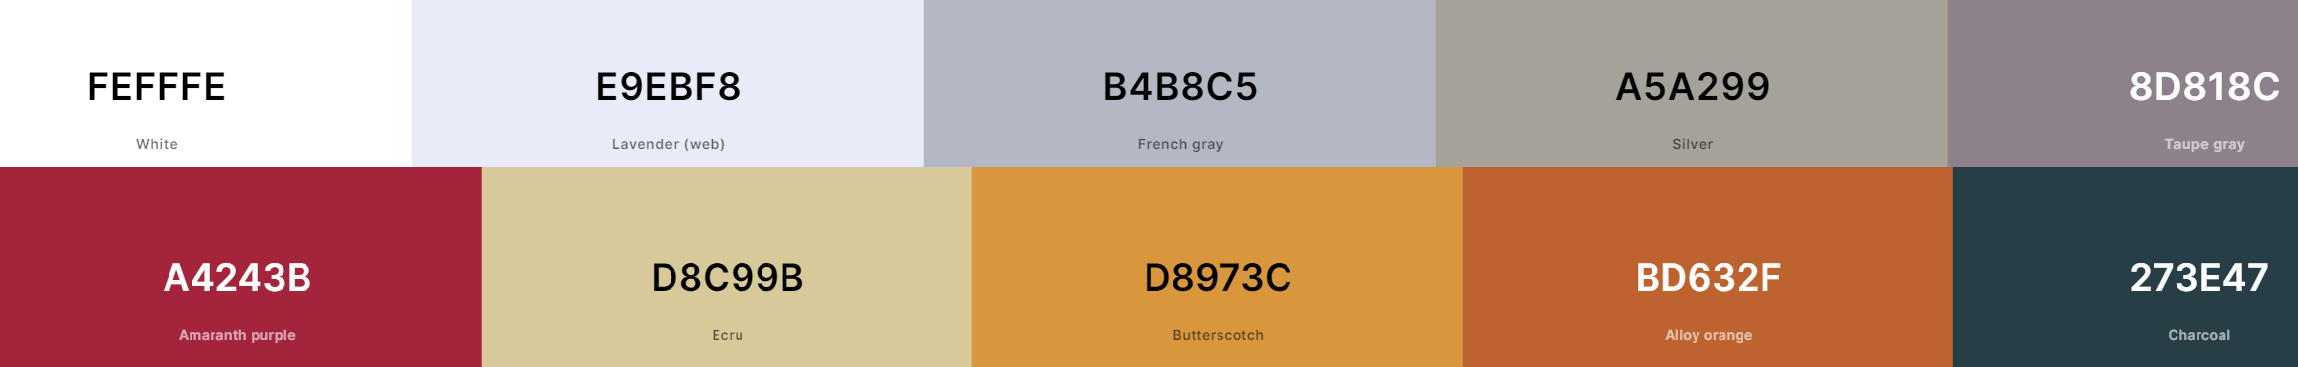 FEFFFE
E9EBF8
B4B8C5
A5A299
8D818C
White
Lavender (web)
French gray
Silver
Taupe gray
A4243B
D8C99B
D8973C
BD632F
273E47
Amaranth purple
Ecru
Butterscotch
Alloy orange
Charcoal